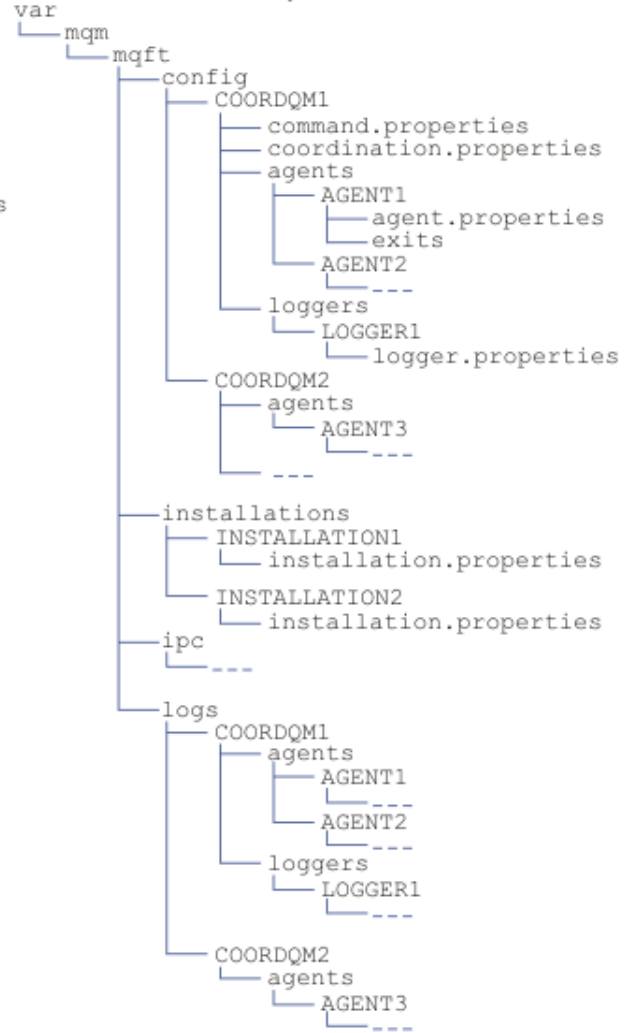 var
mqm
mqft
config
COORDQM1
command.properties
coordination.properties
agents
AGENT1
s
agent.properties
exits
AGENT2
loggers
LOGGER1
logger.properties
COORDQM2
agents
AGENT3
installations
INSTALLATION1
installation.properties
INSTALLATION2
installation.properties
ipc
logs
COORDQM1
agents
AGENT1
AGENT2
loggers
LOGGER1
COORDQM2
agents
AGENT3